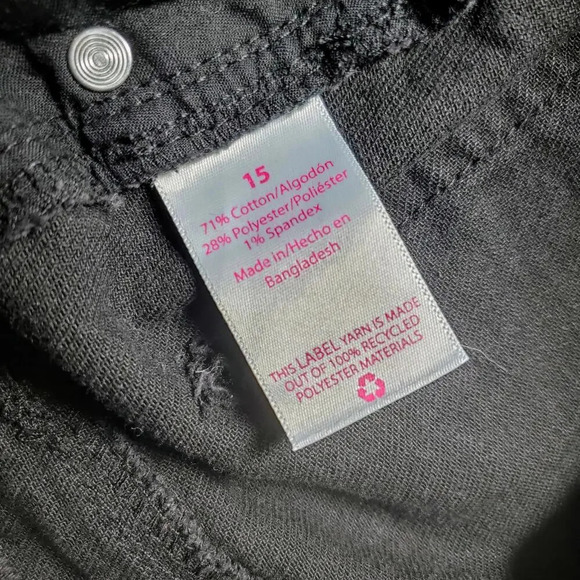 15
71% Cotton/Algodón
28% Polyester/Poliéster
1% Spandex
Made in/Hecho en
Bangladesh
THIS LABEL YARN IS MADE
OUT OF 100% RECYCLED
POLYESTER MATERIALS